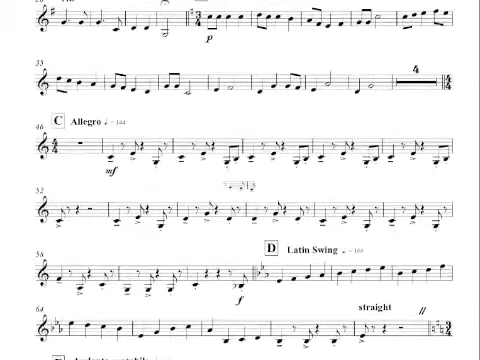 35
4
C Allegro ♩ = 144
46
mf
52
56
D Latin Swing ♩ = 144
f
64
straight //
p